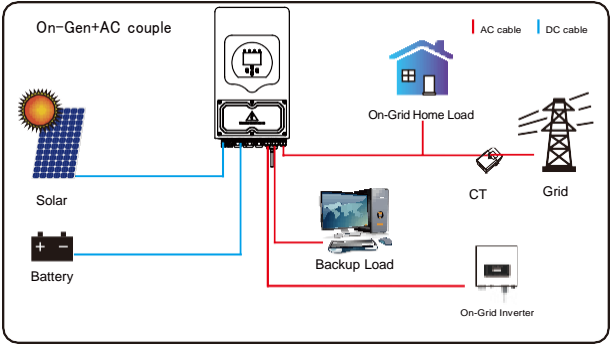 On-Gen+AC couple
AC cable
DC cable
On-Grid Home Load
Solar
CT
Grid
Battery
Backup Load
On-Grid Inverter